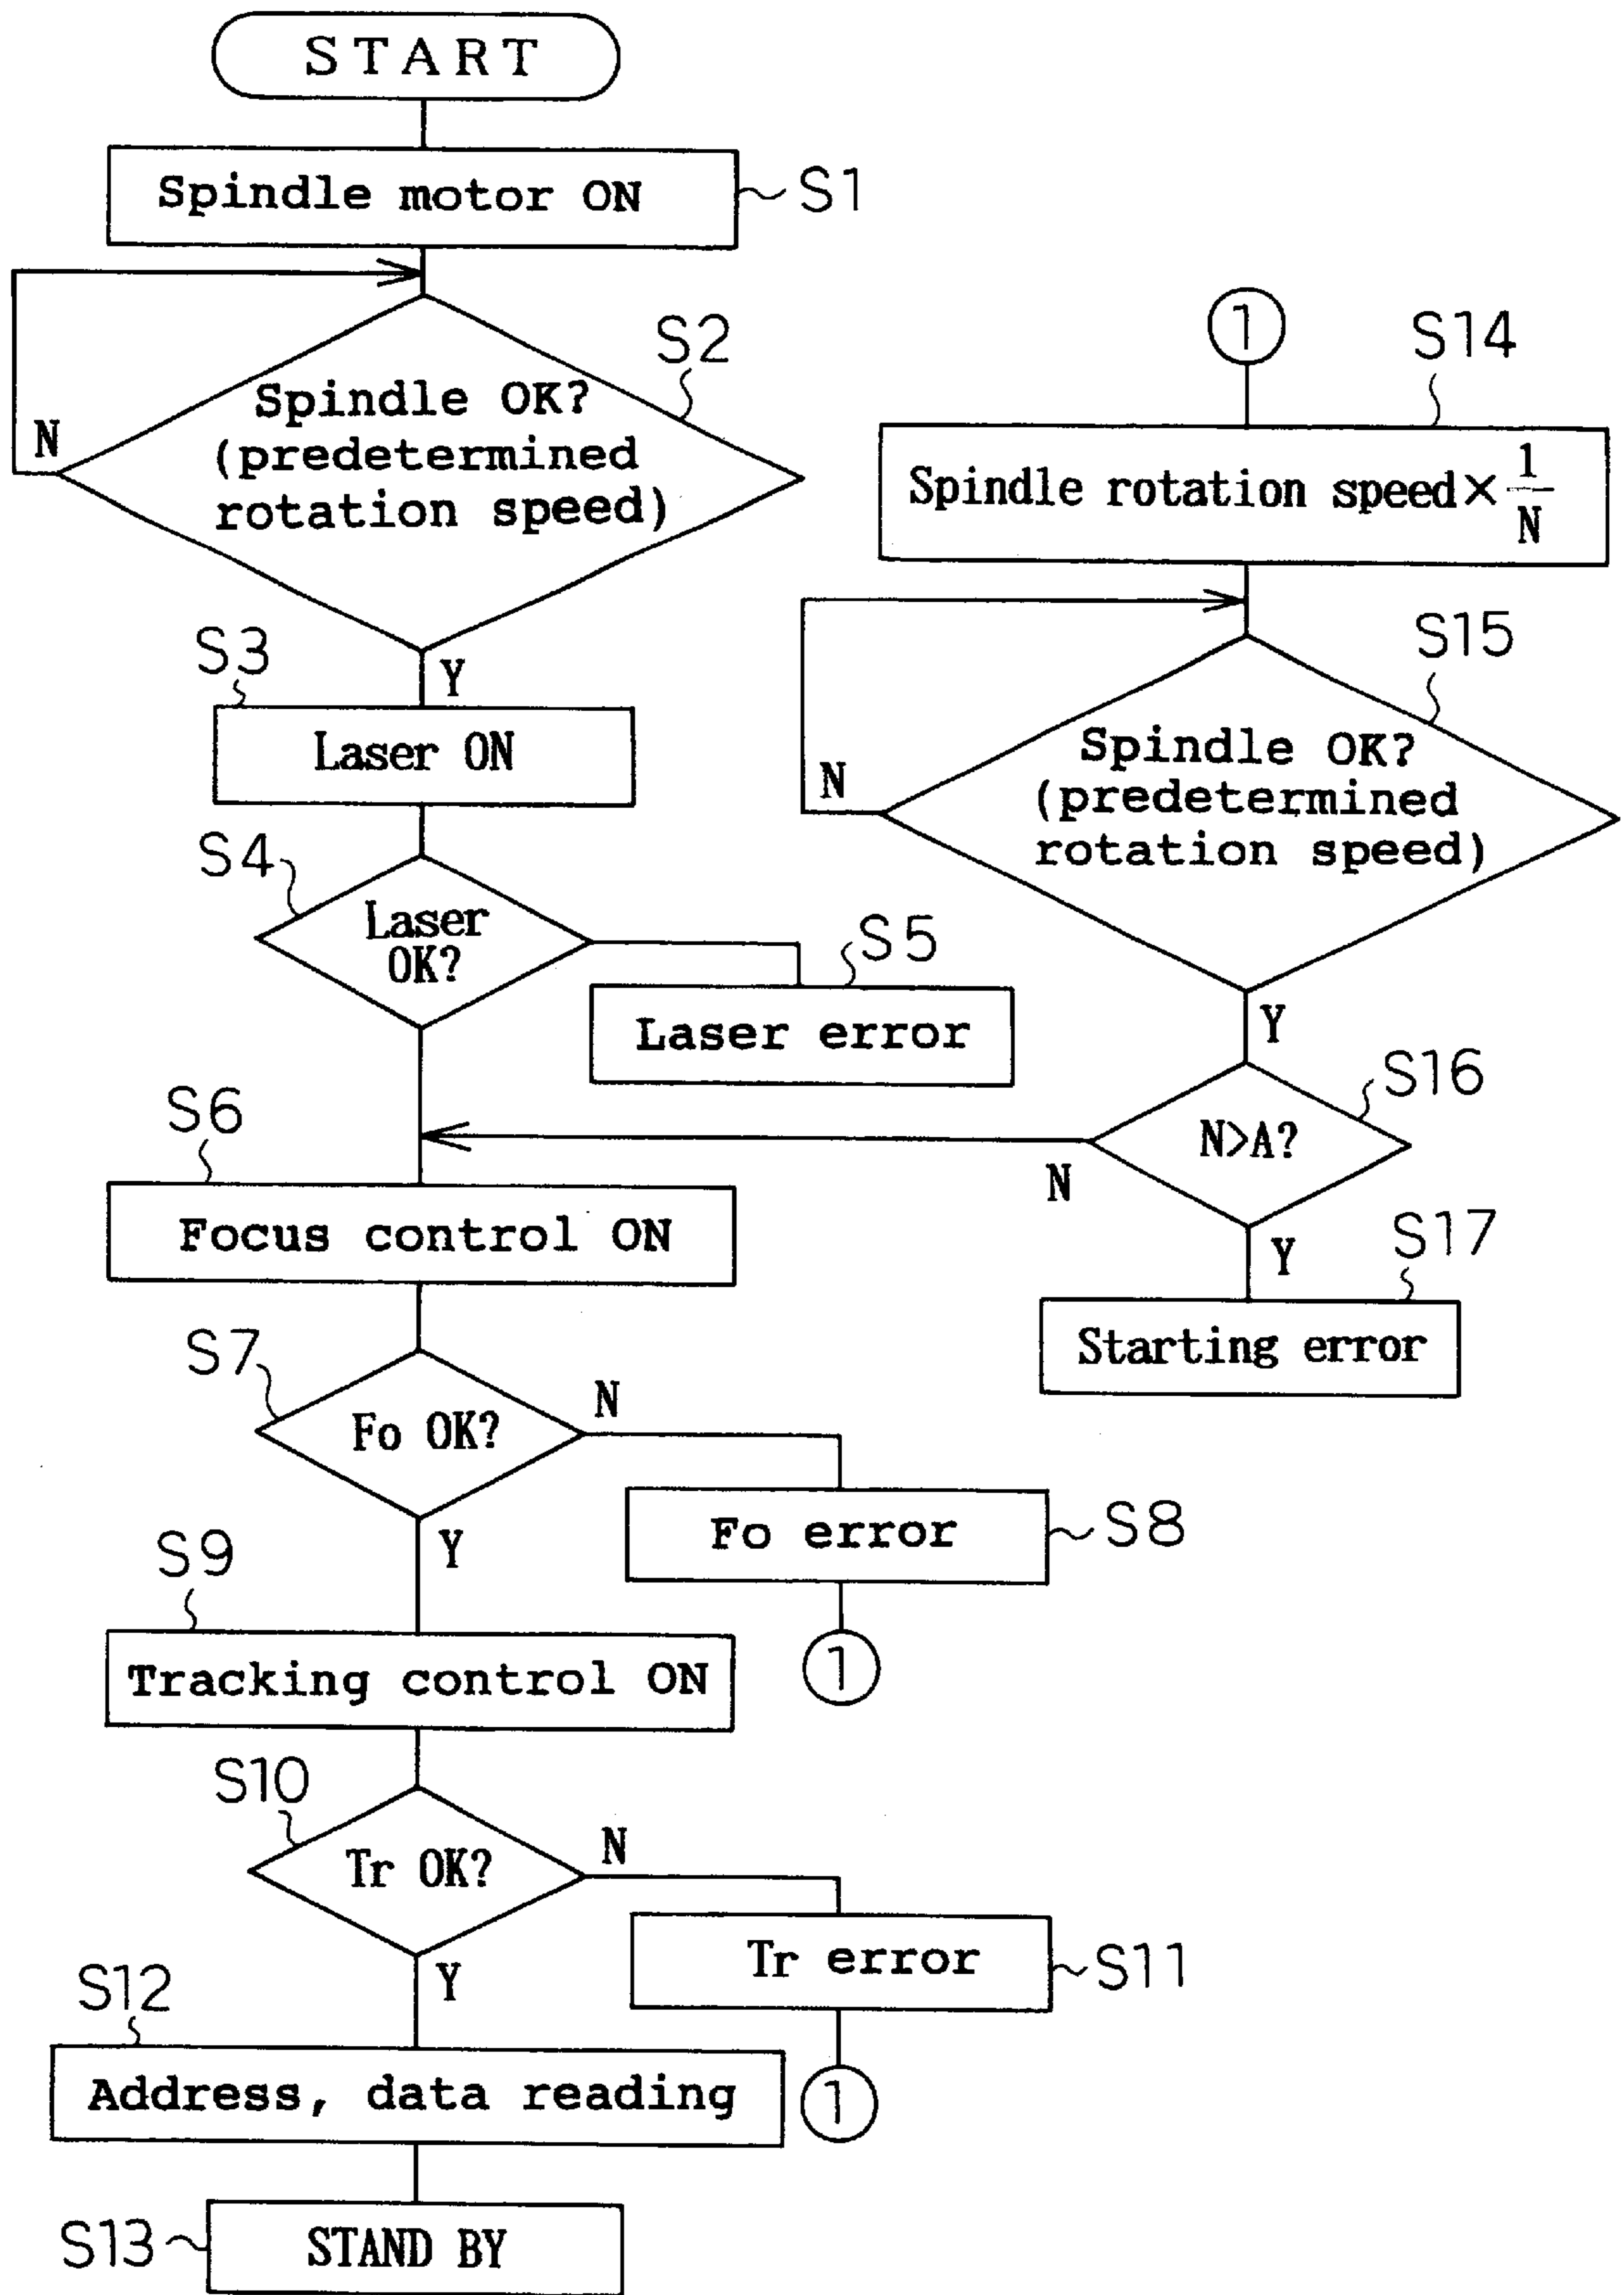 START
Spindle motor ON
S1
S2
Spindle OK?
(predetermined
rotation speed)
N
Y
S3
Laser ON
S4
Laser
OK?
S5
Laser error
S6
Focus control ON
S7
Fo OK?
N
Y
Fo error
S8
1
S9
Tracking control ON
S10
Tr OK?
N
Y
Tr error
S11
1
S12
Address, data reading
S13
STAND BY
1
S14
Spindle rotation speed × 1/N
S15
Spindle OK?
(predetermined
rotation speed)
N
Y
S16
N>A?
N
Y
S17
Starting error